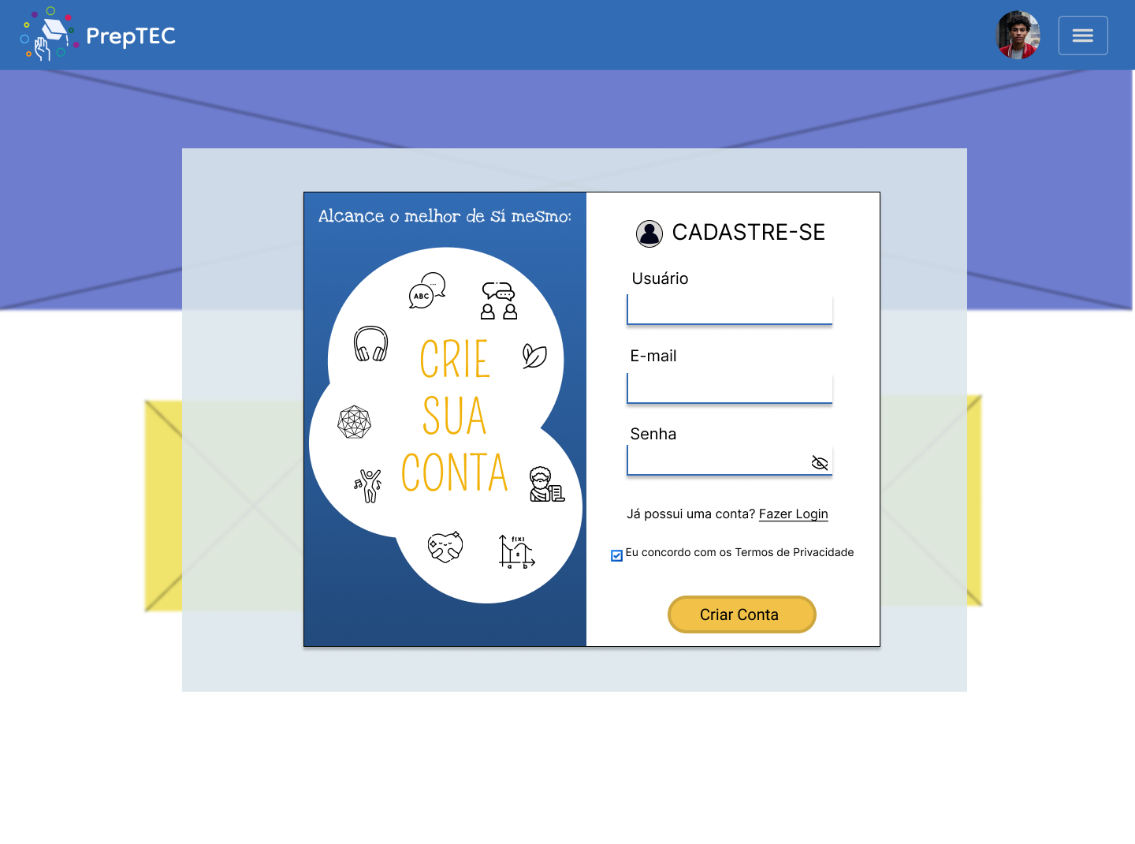 PrepTEC
Alcance o melhor de si mesmo:
ABC
CRIE
SUA
CONTA
f(x)
a b
CADASTRE-SE
Usuário
E-mail
Senha
Já possui uma conta? Fazer Login
Eu concordo com os Termos de Privacidade
Criar Conta